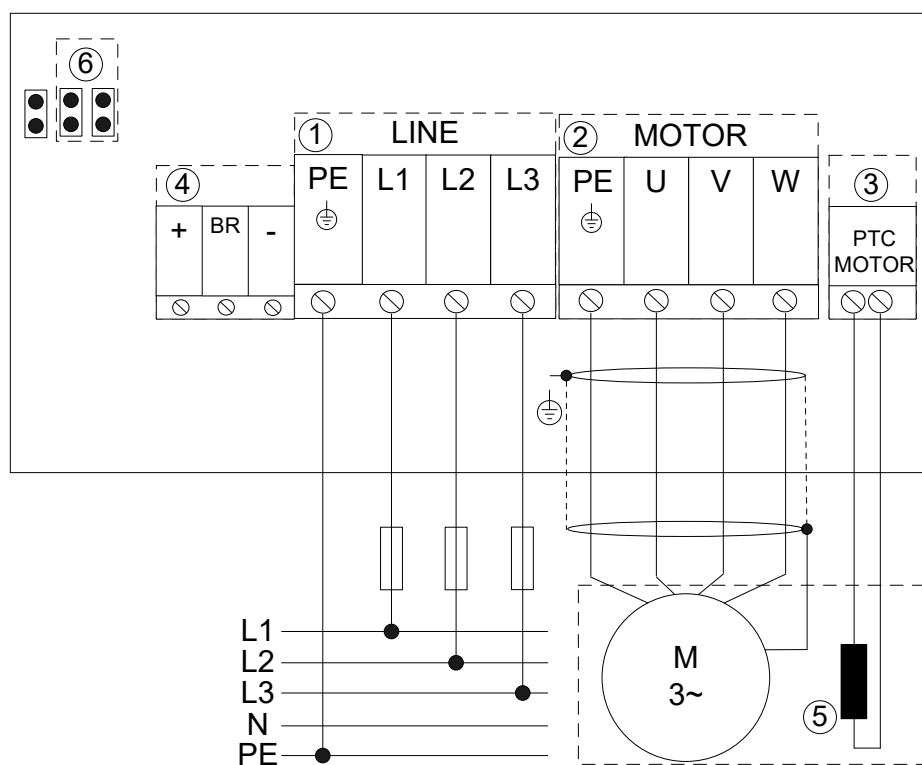 6
1 LINE
2 MOTOR
4
3
PE L1 L2 L3
PE U V W
+ BR -
PTC
MOTOR
L1
L2
L3
N
PE
M
3~
5